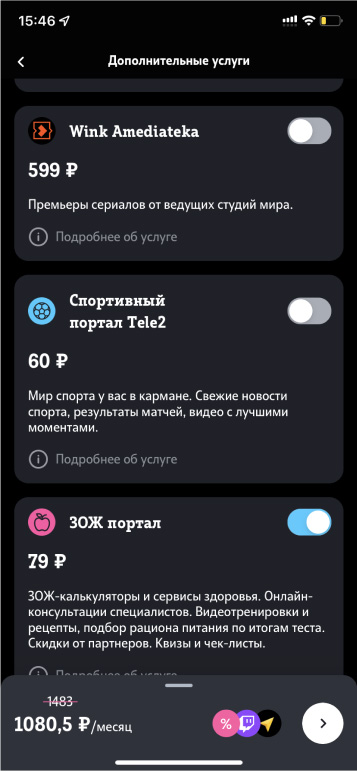 15:46
Дополнительные услуги
Wink Amediateka
599 ₽
Премьеры сериалов от ведущих студий мира.
Подробнее об услуге
Спортивный
портал Tele2
60 ₽
Мир спорта у вас в кармане. Свежие новости
спорта, результаты матчей, видео с лучшими
моментами.
Подробнее об услуге
ЗОЖ портал
79 ₽
ЗОЖ-калькуляторы и сервисы здоровья. Онлайн-
консультации специалистов. Видеотренировки и
рецепты, подбор рациона питания по итогам теста.
Скидки от партнеров. Квизы и чек-листы.
Подробнее об услуге
1483
1080,5 ₽/месяц
%